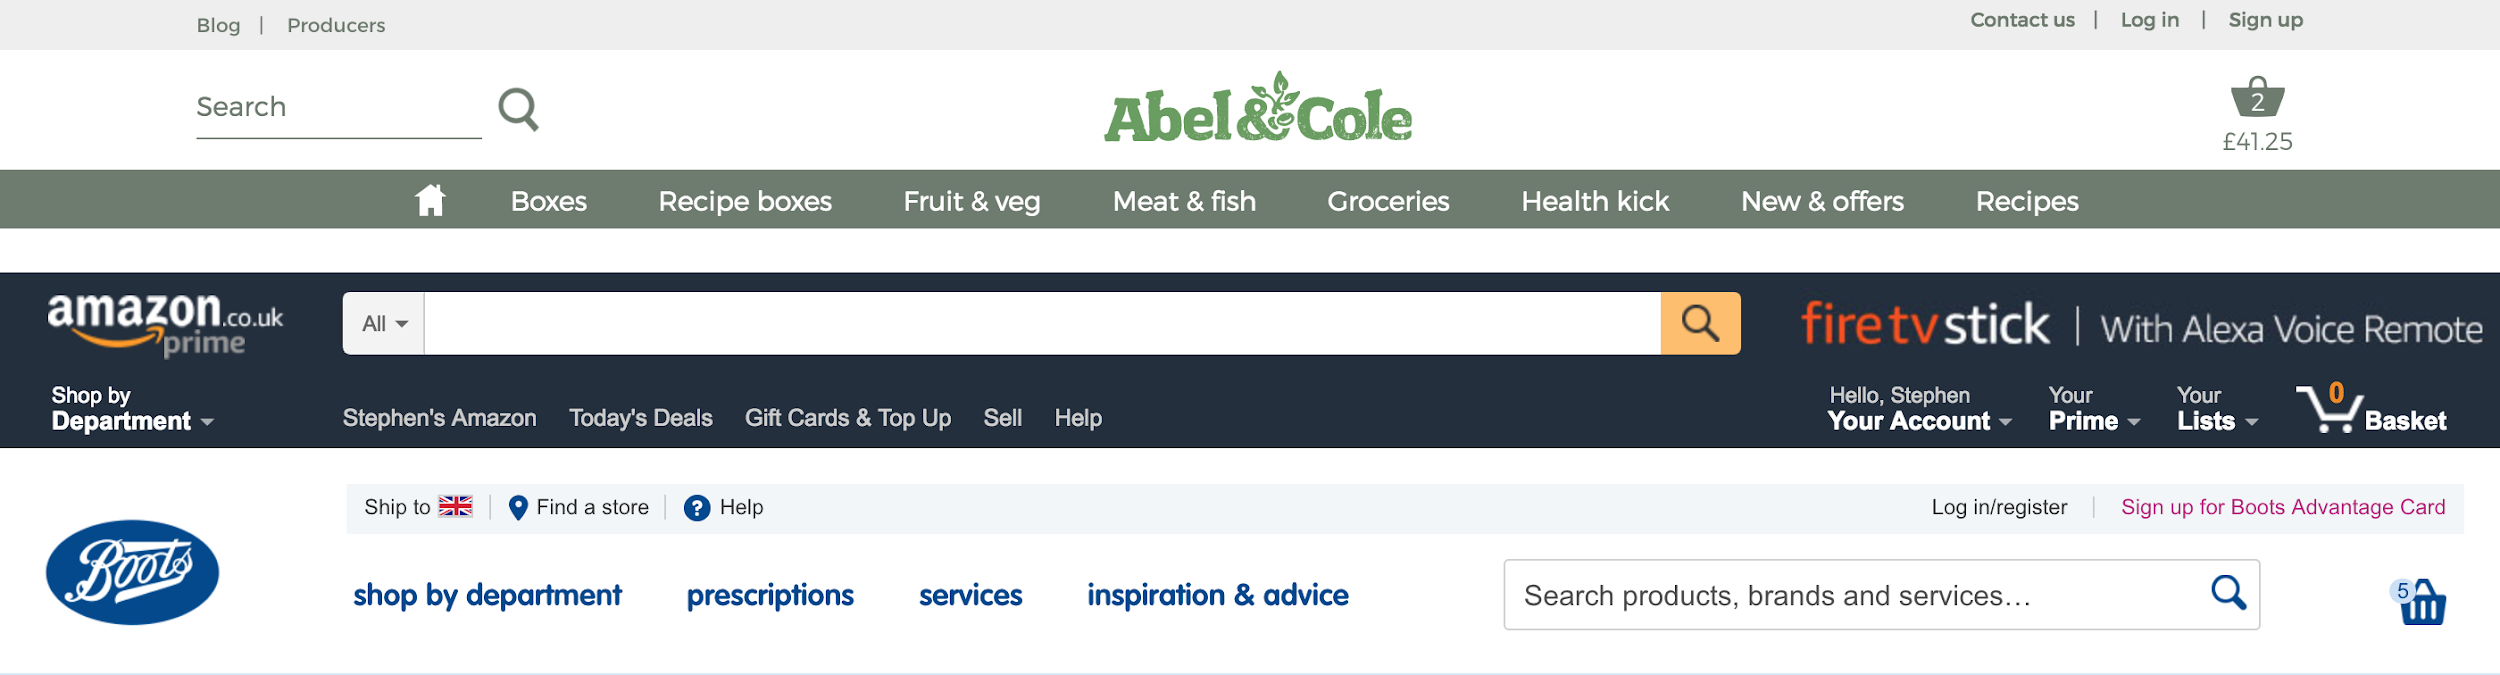 Blog | Producers Contact us | Log in | Sign up
Search Abel&Cole 2
£41.25
Boxes Recipe boxes Fruit & veg Meat & fish Groceries Health kick New & offers Recipes
amazon.co.uk All fire tv stick | With Alexa Voice Remote
prime
Shop by Hello, Stephen Your Your 0
Department Stephen's Amazon Today's Deals Gift Cards & Top Up Sell Help Your Account Prime Lists Basket
Ship to Find a store ? Help Log in/register Sign up for Boots Advantage Card
Boots shop by department prescriptions services inspiration & advice Search products, brands and services... 5